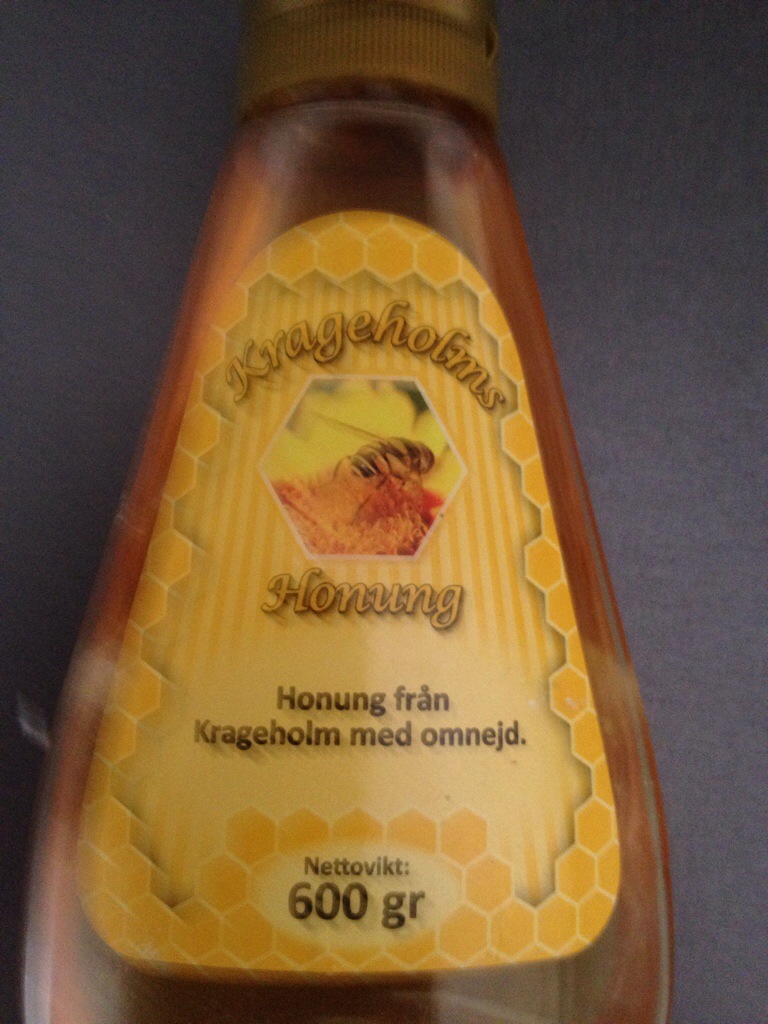 Krageholms
Honung
Honung från
Krageholm med omnejd.
Nettovikt:
600 gr